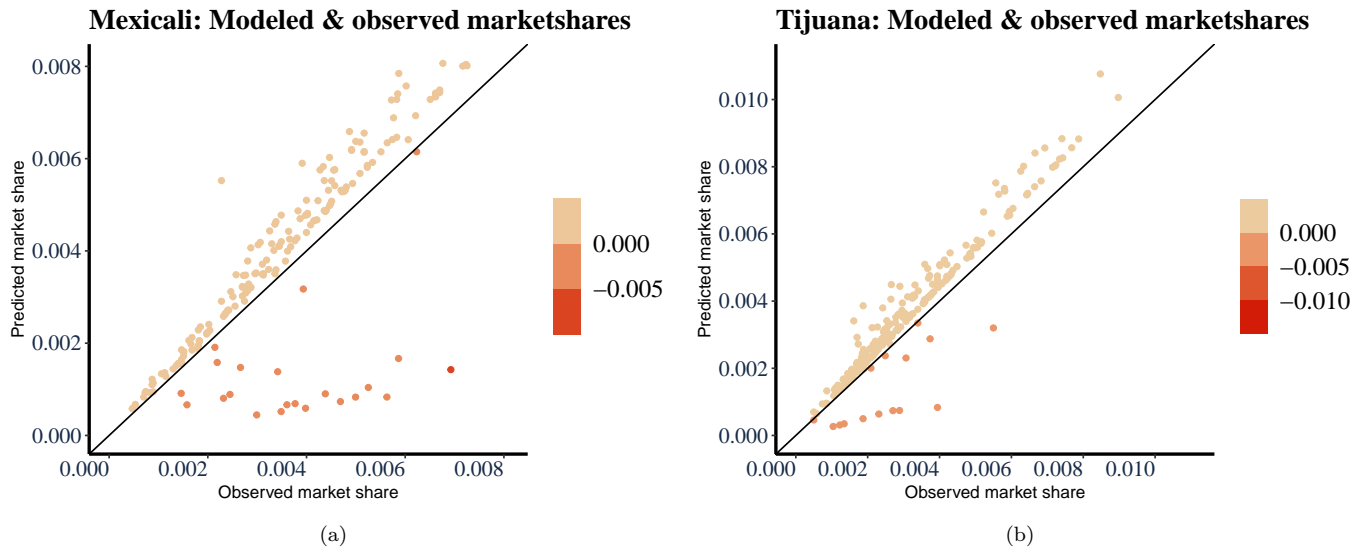 Mexicali: Modeled & observed marketshares
Predicted market share
0.008
0.006
0.004
0.002
0.000
0.000 0.002 0.004 0.006 0.008
Observed market share
0.000
−0.005
(a)
Tijuana: Modeled & observed marketshares
Predicted market share
0.010
0.008
0.006
0.004
0.002
0.000
0.000 0.002 0.004 0.006 0.008 0.010
Observed market share
0.000
−0.005
−0.010
(b)